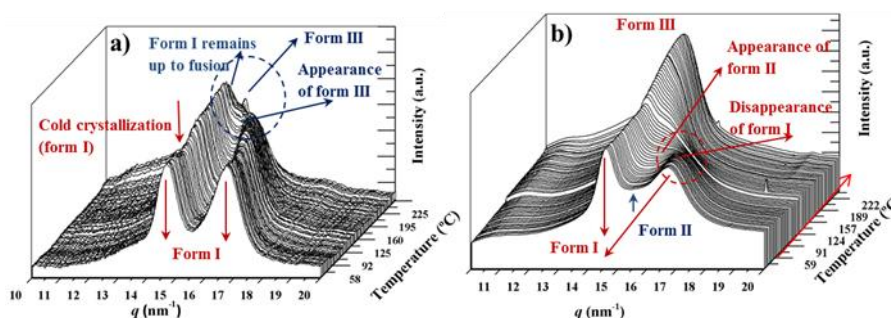 a)
Form I remains
up to fusion
Form III
Appearance
of form III
Cold crystallization
(form I)
Form I
Intensity (a.u.)
225
195
160
125
92
58
Temperature (°C)
10 11 12 13 14 15 16 17 18 19 20
q (nm⁻¹)
b)
Form III
Appearance of
form II
Disappearance
of form I
Form I
Form II
Intensity (a.u.)
222
189
157
124
91
59
Temperature (°C)
11 12 13 14 15 16 17 18 19 20
q (nm⁻¹)